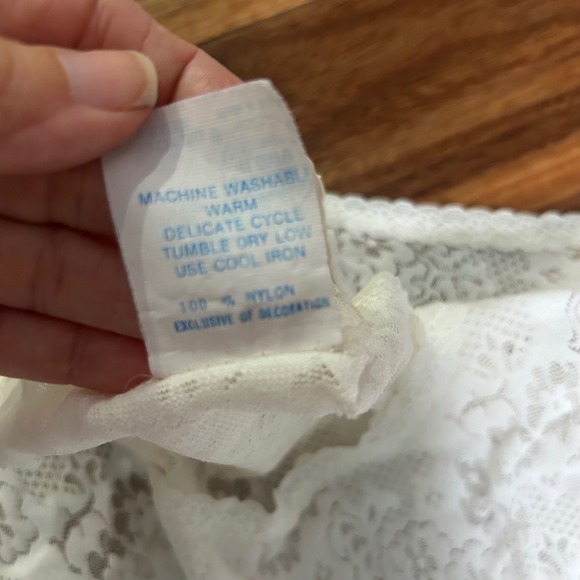 MACHINE WASHABLE
WARM
DELICATE CYCLE
TUMBLE DRY LOW
USE COOL IRON
100 % NYLON
EXCLUSIVE OF DECORATION